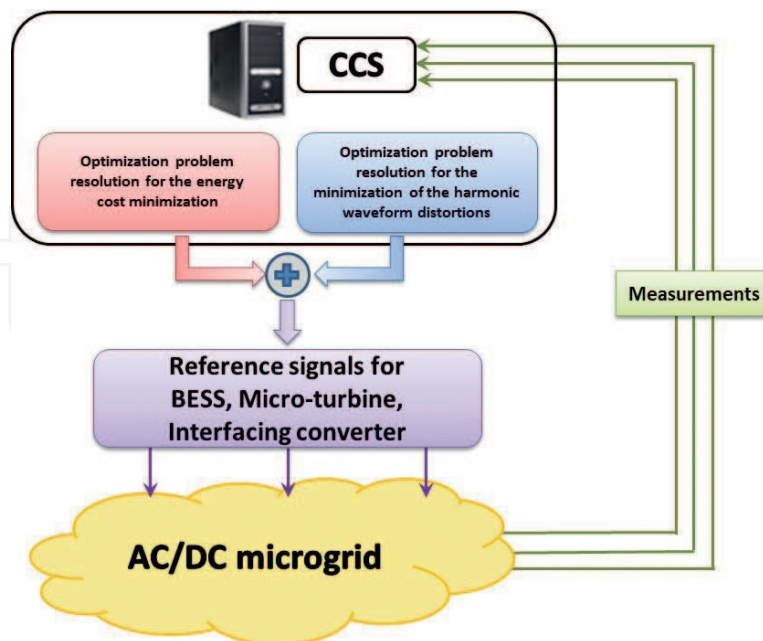 CCS
Optimization problem
resolution for the energy
cost minimization
Optimization problem
resolution for the
minimization of the harmonic
waveform distortions
Measurements
Reference signals for
BESS, Micro-turbine,
Interfacing converter
AC/DC microgrid